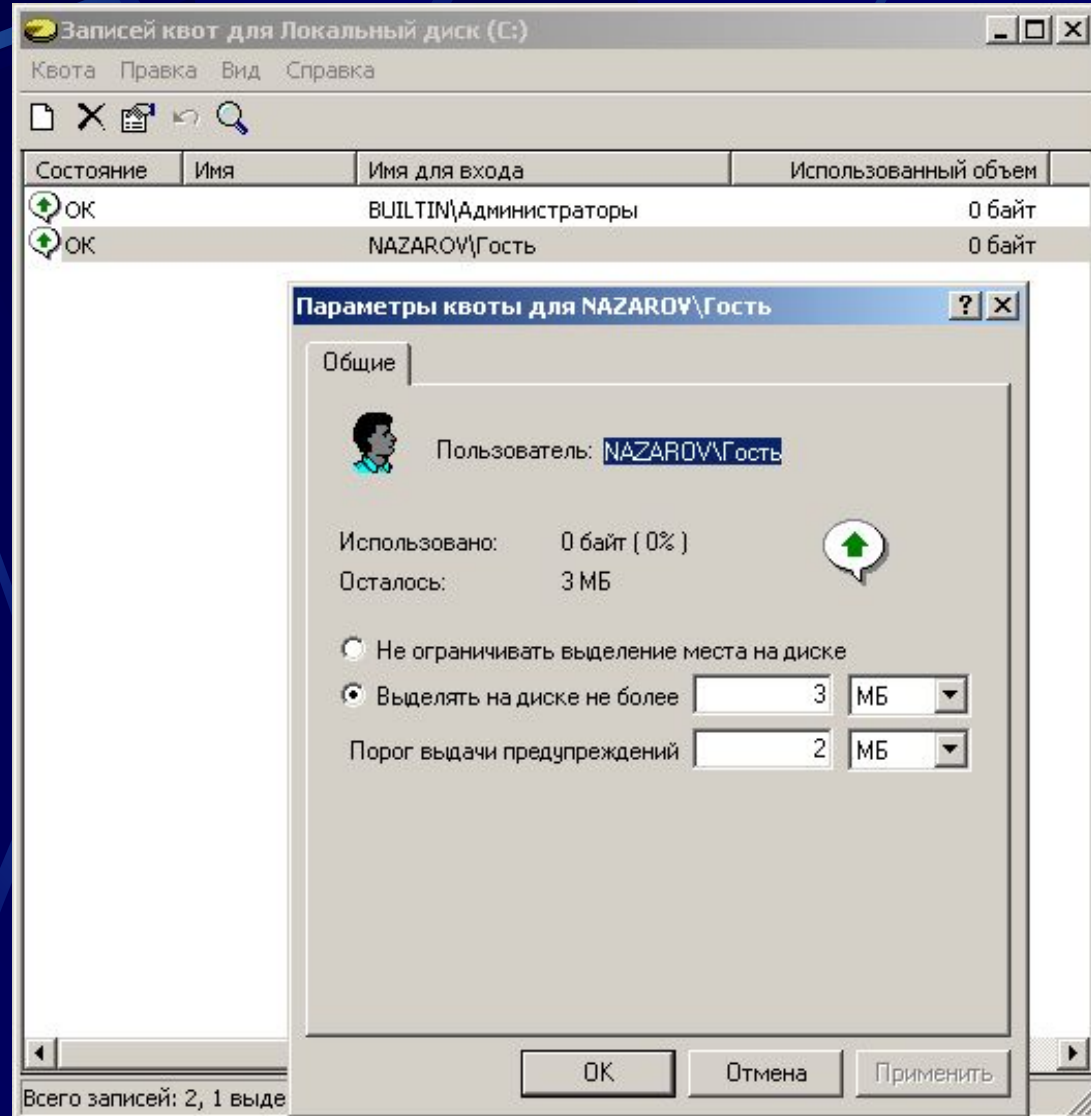 Записей квот для Локальный диск (C:)
Квота Правка Вид Справка
Состояние Имя Имя для входа Использованный объем
ОК BUILTIN\Администраторы 0 байт
ОК NAZAROV\Гость 0 байт
Параметры квоты для NAZAROV\Гость
Общие
Пользователь: NAZAROV\Гость
Использовано: 0 байт ( 0% )
Осталось: 3 МБ
Не ограничивать выделение места на диске
Выделять на диске не более 3 МБ
Порог выдачи предупреждений 2 МБ
ОК Отмена Применить
Всего записей: 2, 1 выде